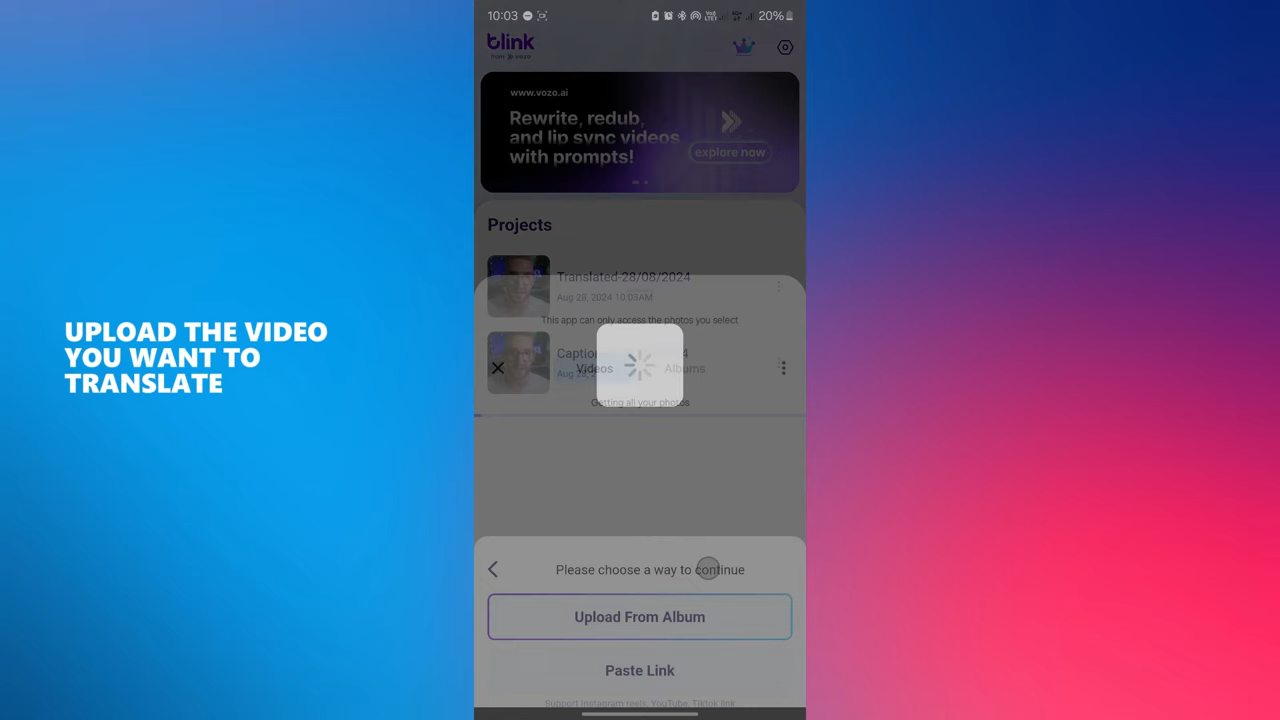 10:03
20%
blink
from vozo
www.vozo.ai
Rewrite, redub,
and lip sync videos
with prompts!
explore now
Projects
Translated-28/08/2024
Aug 28, 2024 10:03AM
This app can only access the photos you select
Videos
Albums
Getting all your photos
UPLOAD THE VIDEO
YOU WANT TO
TRANSLATE
Please choose a way to continue
Upload From Album
Paste Link
Support Instagram reels, YouTube, Tiktok link